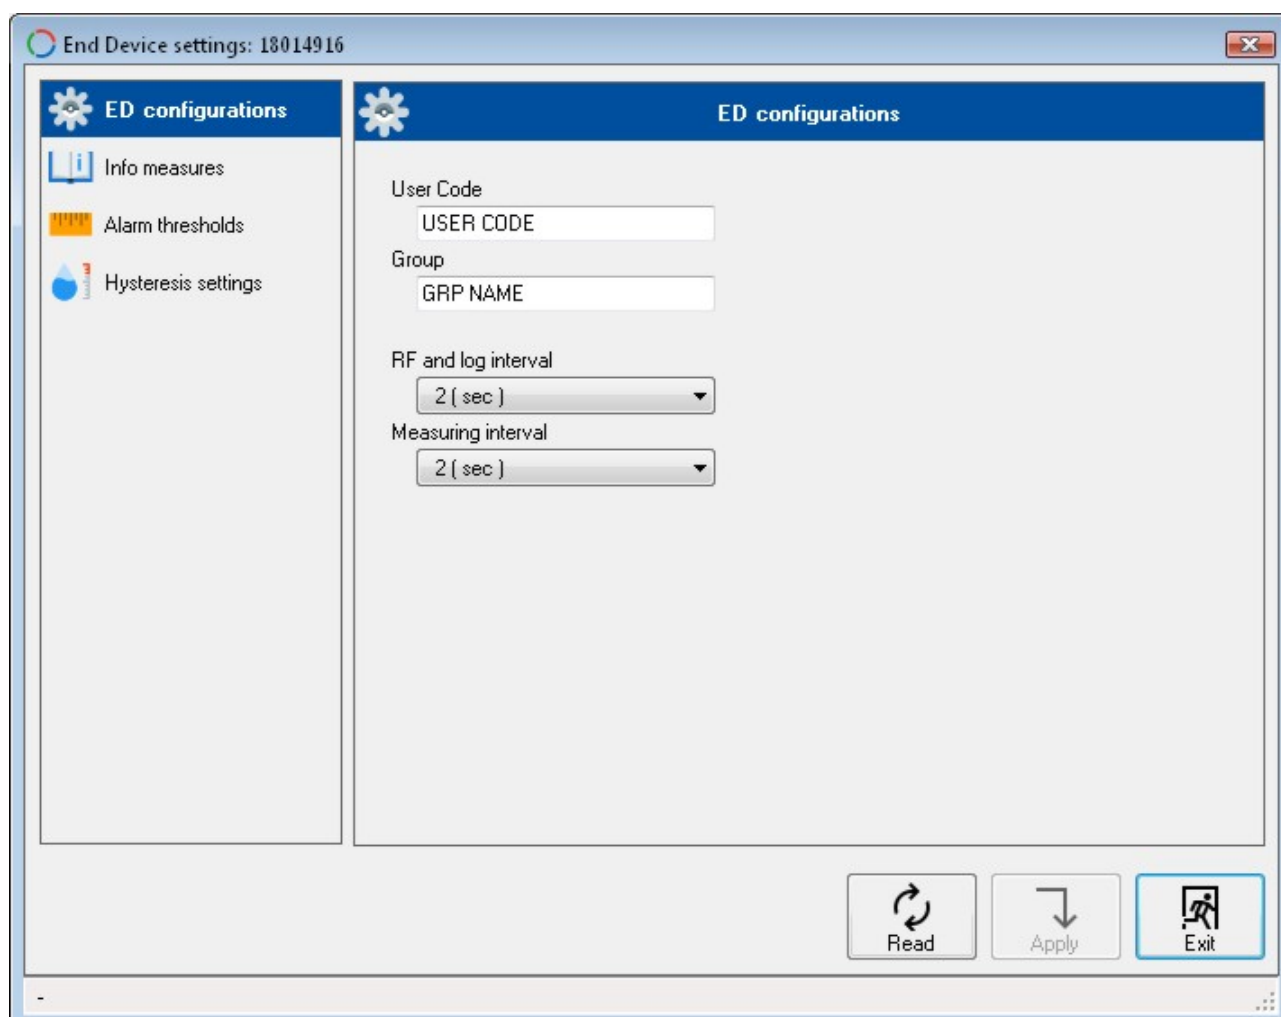 End Device settings: 18014916
ED configurations
Info measures
Alarm thresholds
Hysteresis settings
ED configurations
User Code
USER CODE
Group
GRP NAME
RF and log interval
2 ( sec )
Measuring interval
2 ( sec )
Read
Apply
Exit
-